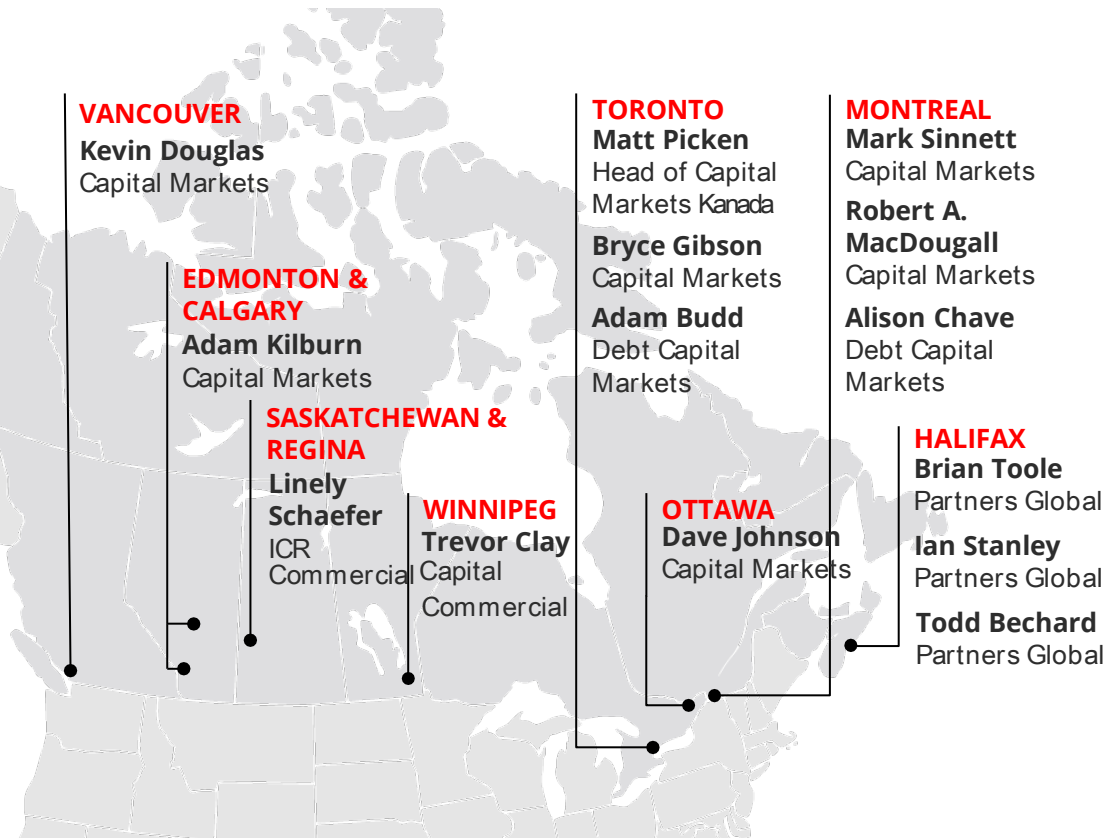 VANCOUVER
Kevin Douglas
Capital Markets
EDMONTON &
CALGARY
Adam Kilburn
Capital Markets
SASKATCHEWAN &
REGINA
Linely
Schaefer
ICR
Commercial
WINNIPEG
Trevor Clay
Capital
Commercial
TORONTO
Matt Picken
Head of Capital
Markets Kanada
Bryce Gibson
Capital Markets
Adam Budd
Debt Capital
Markets
OTTAWA
Dave Johnson
Capital Markets
MONTREAL
Mark Sinnett
Capital Markets
Robert A.
MacDougall
Capital Markets
Alison Chave
Debt Capital
Markets
HALIFAX
Brian Toole
Partners Global
Ian Stanley
Partners Global
Todd Bechard
Partners Global